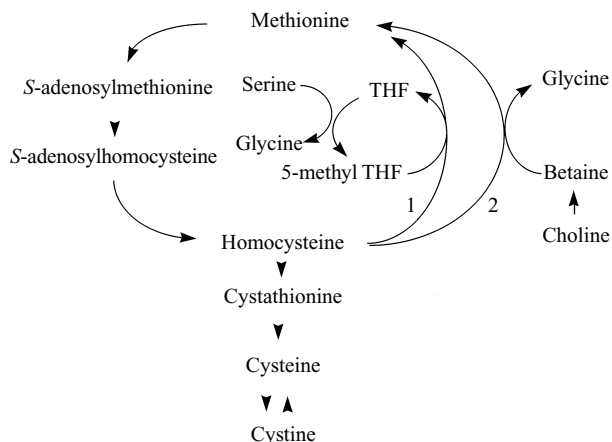 Methionine
S-adenosylmethionine
Serine
THF
Glycine
S-adenosylhomocysteine
Glycine
5-methyl THF
Betaine
1
2
Homocysteine
Choline
Cystathionine
Cysteine
Cystine